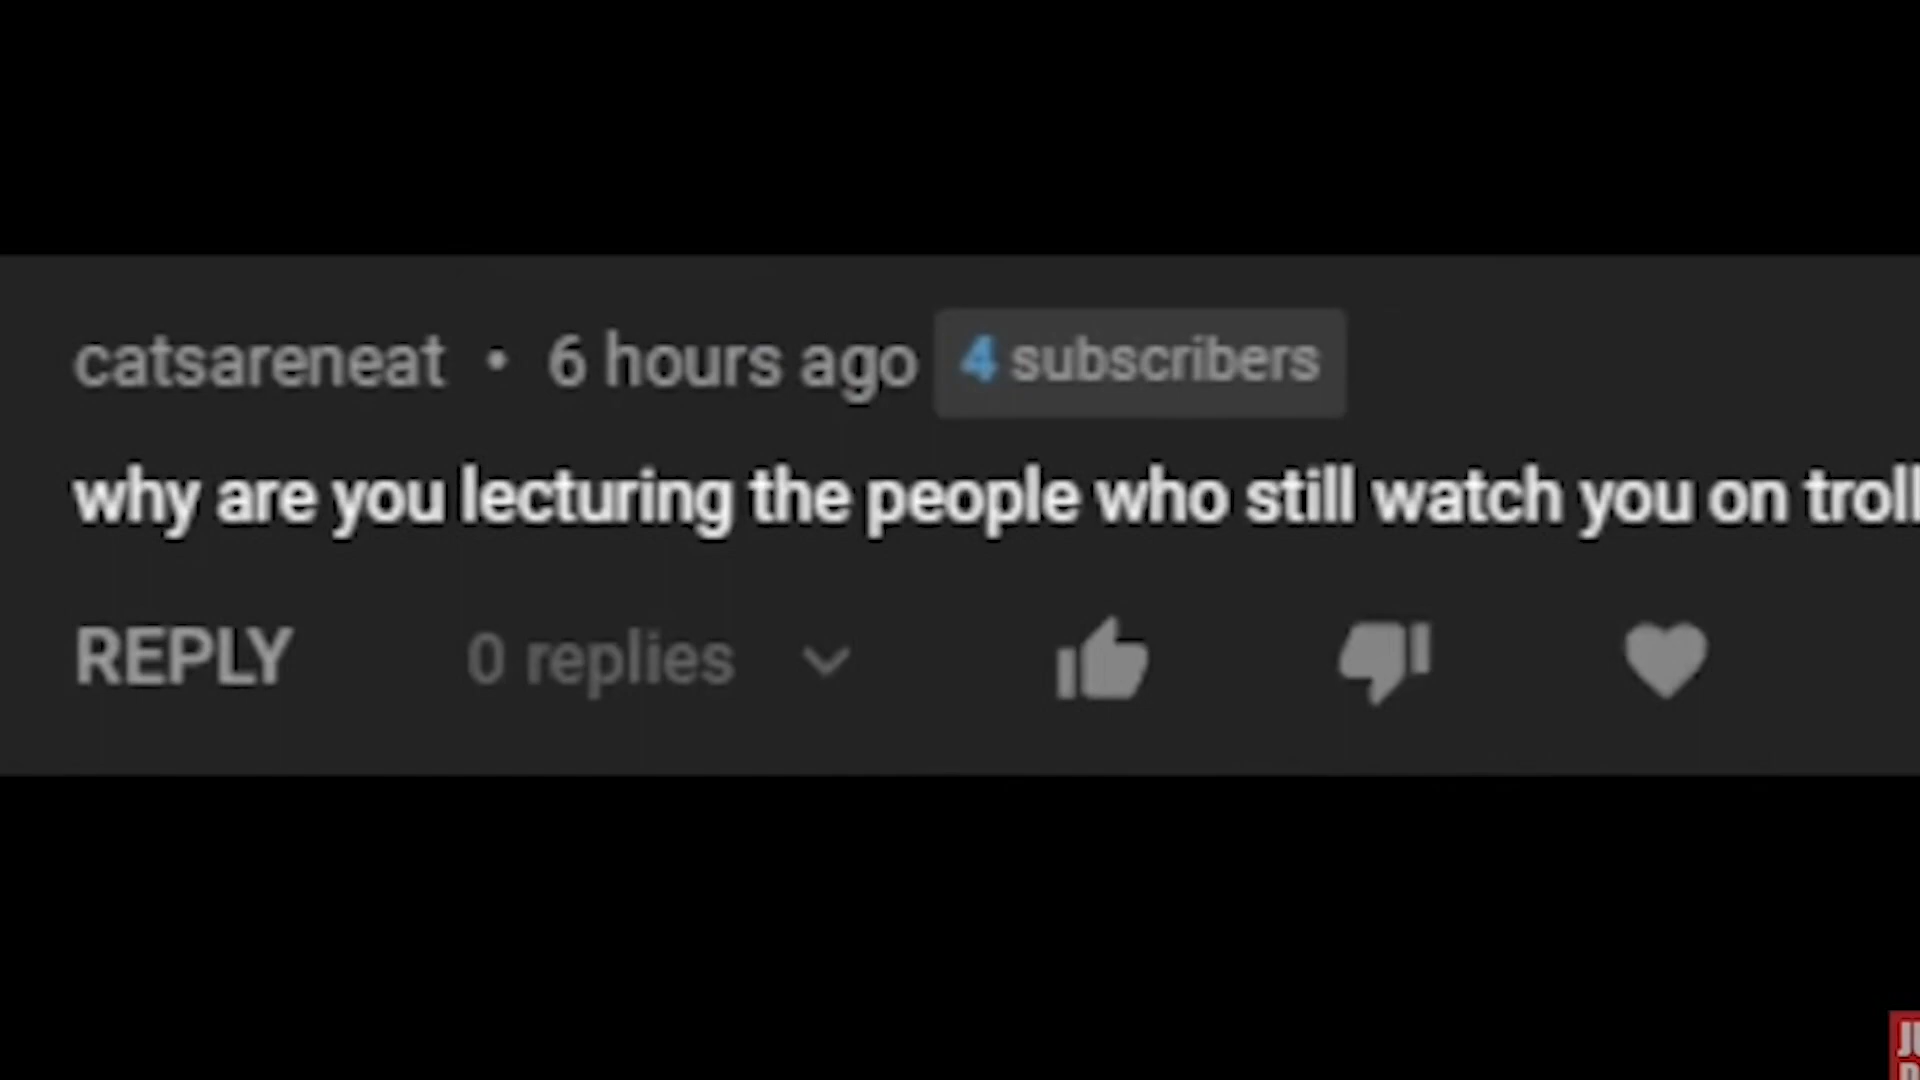 catsareneat • 6 hours ago 4 subscribers
why are you lecturing the people who still watch you on troll
REPLY 0 replies